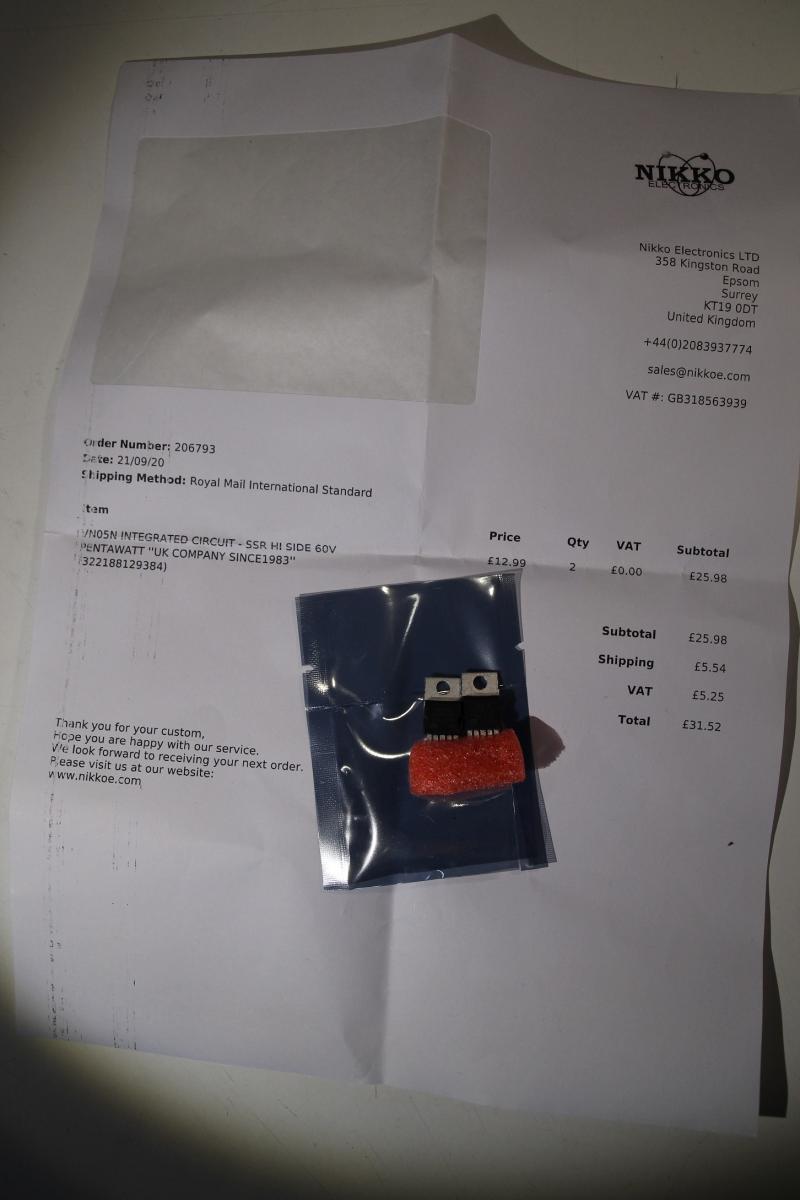 NIKKO
ELECTRONICS
Nikko Electronics LTD
358 Kingston Road
Epsom
Surrey
KT19 0DT
United Kingdom
+44(0)2083937774
sales@nikkoe.com
VAT #: GB318563939
Order Number: 206793
Date: 21/09/20
Shipping Method: Royal Mail International Standard
Item Price Qty VAT Subtotal
VN05N INTEGRATED CIRCUIT - SSR HI SIDE 60V £12.99 2 £0.00 £25.98
PENTAWATT "UK COMPANY SINCE1983"
(322188129384)
Subtotal £25.98
Shipping £5.54
VAT £5.25
Total £31.52
Thank you for your custom,
Hope you are happy with our service.
We look forward to receiving your next order.
Please visit us at our website:
www.nikkoe.com